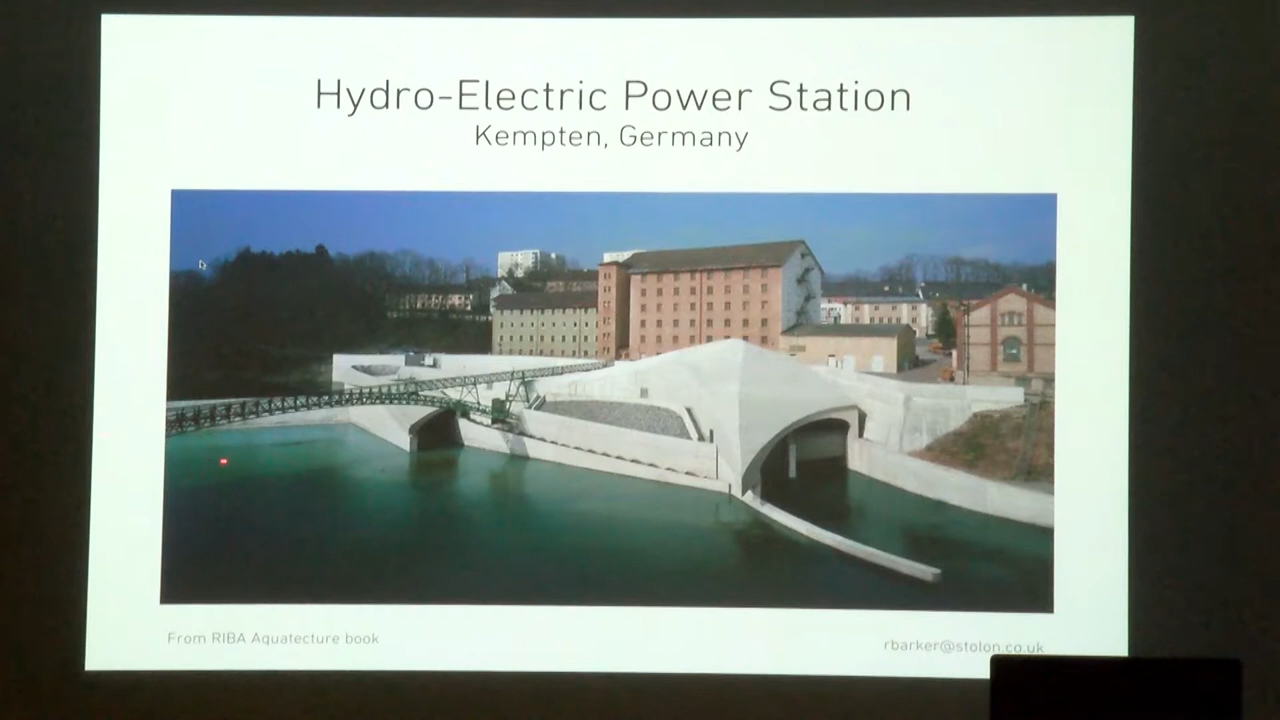 Hydro-Electric Power Station
Kempten, Germany
From RIBA Aquatecture book
rbarker@stolon.co.uk